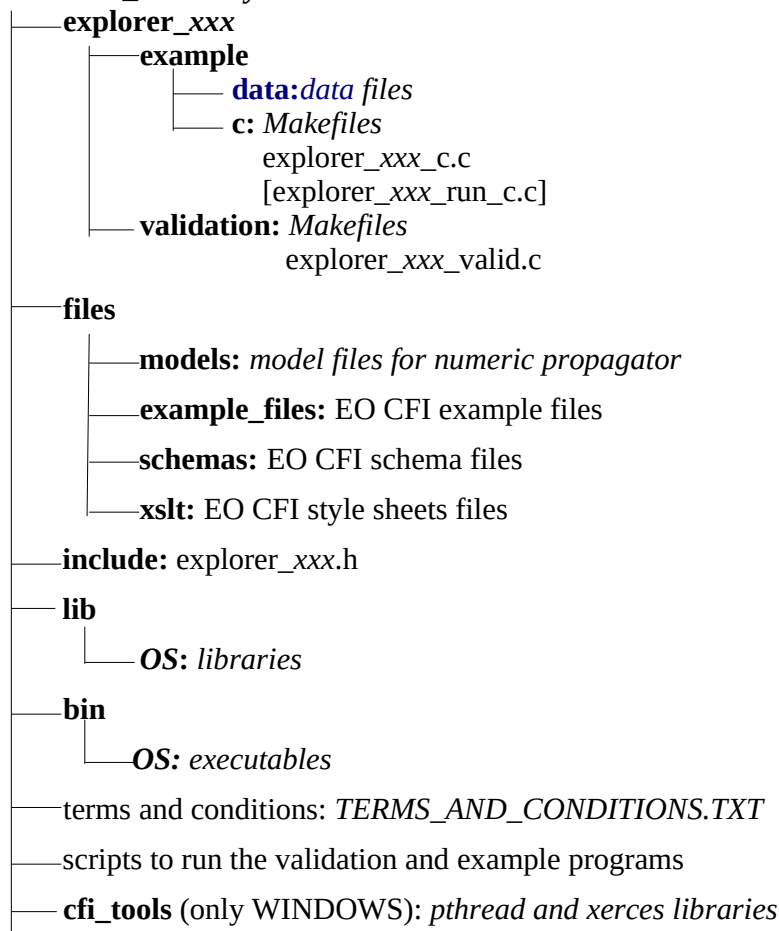 explorer_xxx
example
data:data files
c: Makefiles
explorer_xxx_c.c
[explorer_xxx_run_c.c]
validation: Makefiles
explorer_xxx_valid.c
files
models: model files for numeric propagator
example_files: EO CFI example files
schemas: EO CFI schema files
xslt: EO CFI style sheets files
include: explorer_xxx.h
lib
OS: libraries
bin
OS: executables
terms and conditions: TERMS_AND_CONDITIONS.TXT
scripts to run the validation and example programs
cfi_tools (only WINDOWS): pthread and xerces libraries